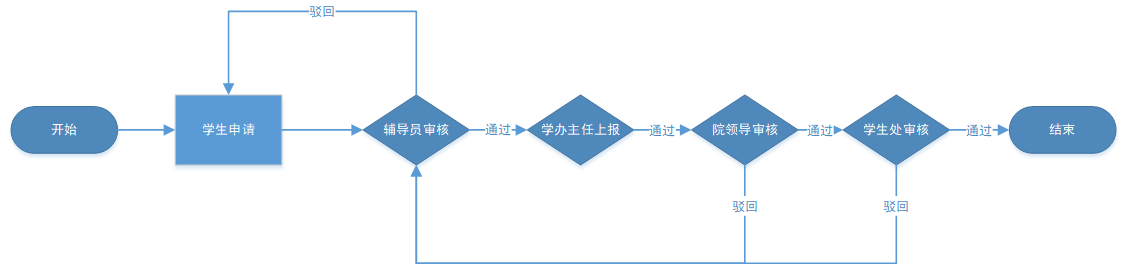 驳回
开始
学生申请
辅导员审核
通过
学办主任上报
通过
院领导审核
通过
学生处审核
通过
结束
驳回
驳回